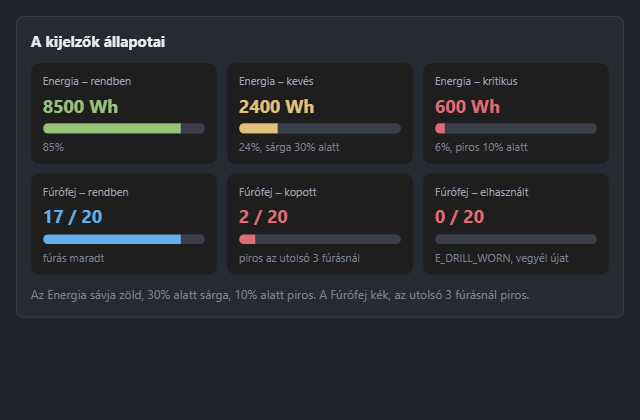 A kijelzők állapotai
Energia – rendben
8500 Wh
85%
Energia – kevés
2400 Wh
24%, sárga 30% alatt
Energia – kritikus
600 Wh
6%, piros 10% alatt
Fúrófej – rendben
17 / 20
fúrás maradt
Fúrófej – kopott
2 / 20
piros az utolsó 3 fúrásnál
Fúrófej – elhasznált
0 / 20
E_DRILL_WORN, vegyél újat
Az Energia sávja zöld, 30% alatt sárga, 10% alatt piros. A Fúrófej kék, az utolsó 3 fúrásnál piros.